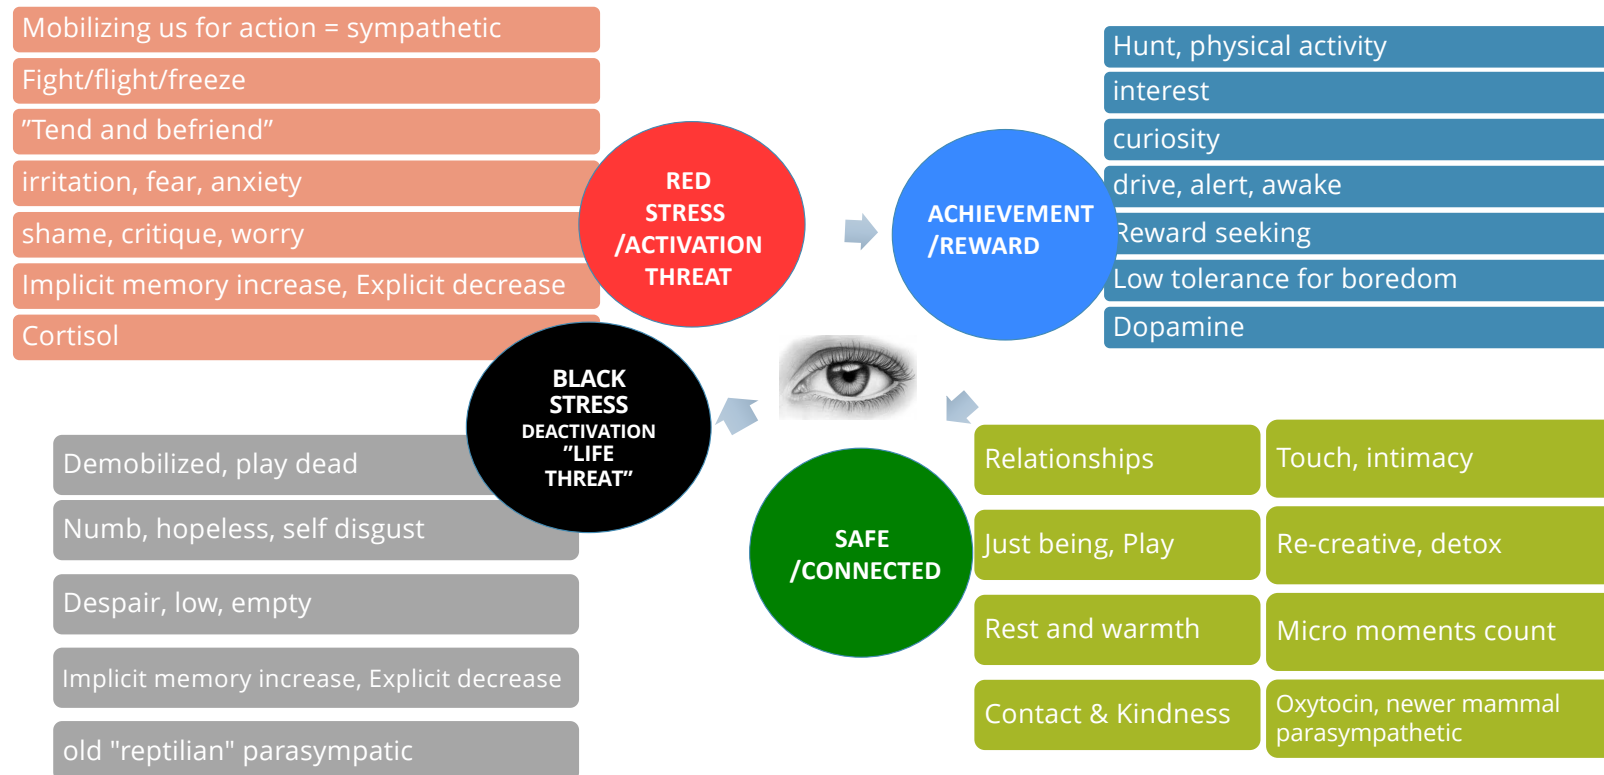 Mobilizing us for action = sympathetic
Fight/flight/freeze
”Tend and befriend”
irritation, fear, anxiety
shame, critique, worry
Implicit memory increase, Explicit decrease
Cortisol
RED
STRESS
/ACTIVATION
THREAT
ACHIEVEMENT
/REWARD
Hunt, physical activity
interest
curiosity
drive, alert, awake
Reward seeking
Low tolerance for boredom
Dopamine
BLACK
STRESS
DEACTIVATION
”LIFE
THREAT”
Demobilized, play dead
Numb, hopeless, self disgust
Despair, low, empty
Implicit memory increase, Explicit decrease
old "reptilian" parasympatic
SAFE
/CONNECTED
Relationships
Touch, intimacy
Just being, Play
Re-creative, detox
Rest and warmth
Micro moments count
Contact & Kindness
Oxytocin, newer mammal
parasympathetic